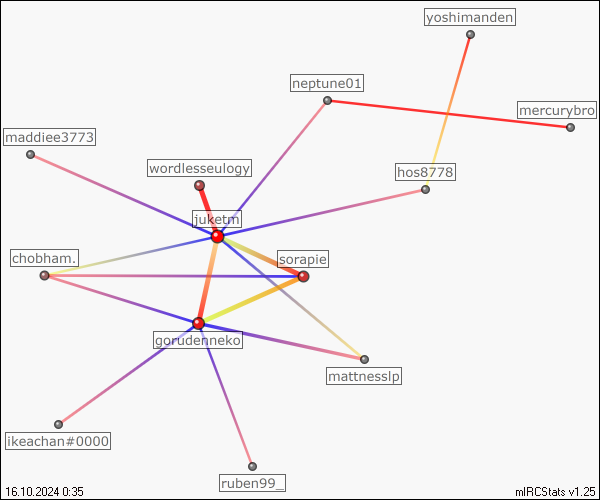 yoshimanden
neptune01
mercurybro
maddiee3773
wordlesseulogy
hos8778
juketm
chobham.
sorapie
gorudenneko
mattnesslp
ikeachan#0000
ruben99_
16.10.2024 0:35
mIRCStats v1.25